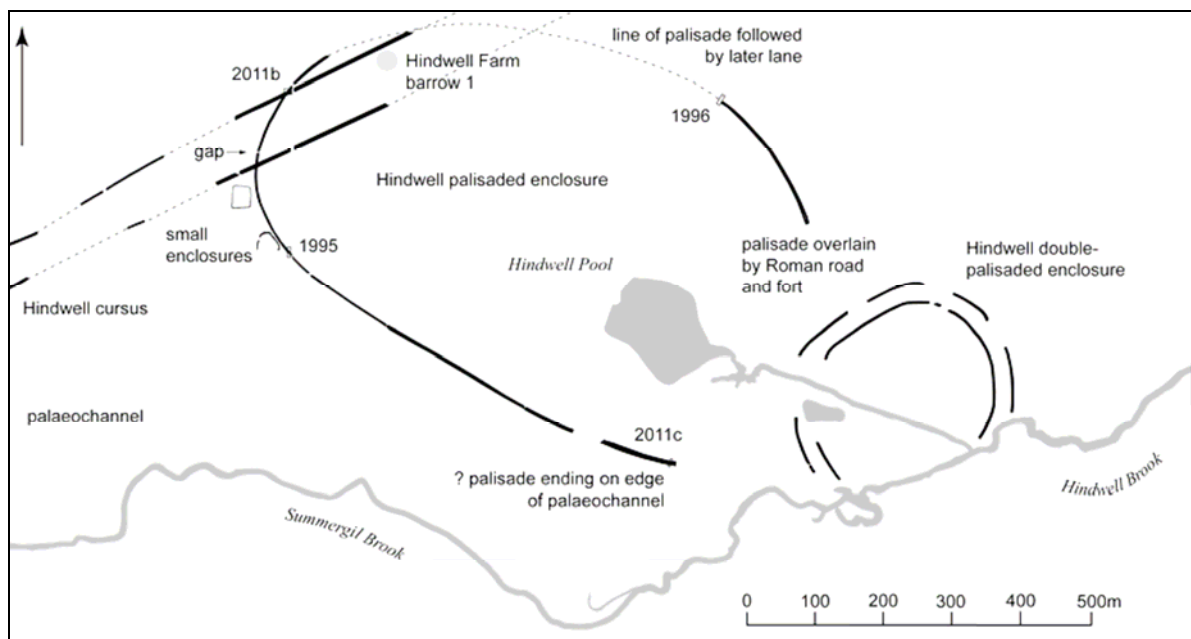 line of palisade followed
by later lane
2011b
Hindwell Farm
barrow 1
1996
gap
Hindwell palisaded enclosure
small
enclosures
1995
Hindwell Pool
palisade overlain
by Roman road
and fort
Hindwell double-
palisaded enclosure
Hindwell cursus
palaeochannel
2011c
? palisade ending on edge
of palaeochannel
Summergil Brook
Hindwell Brook
0 100 200 300 400 500m